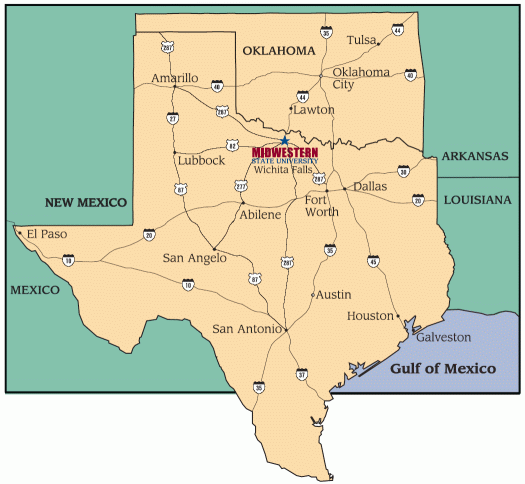 35
44
287
OKLAHOMA
Tulsa
Amarillo
40
Oklahoma
City
40
44
27
287
Lawton
82
MIDWESTERN
STATE UNIVERSITY
Wichita Falls
Lubbock
ARKANSAS
30
87
277
287
Dallas
NEW MEXICO
Abilene
Fort
Worth
20
LOUISIANA
El Paso
20
San Angelo
35
10
281
45
MEXICO
10
87
Austin
Houston
San Antonio
Galveston
Gulf of Mexico
35
37